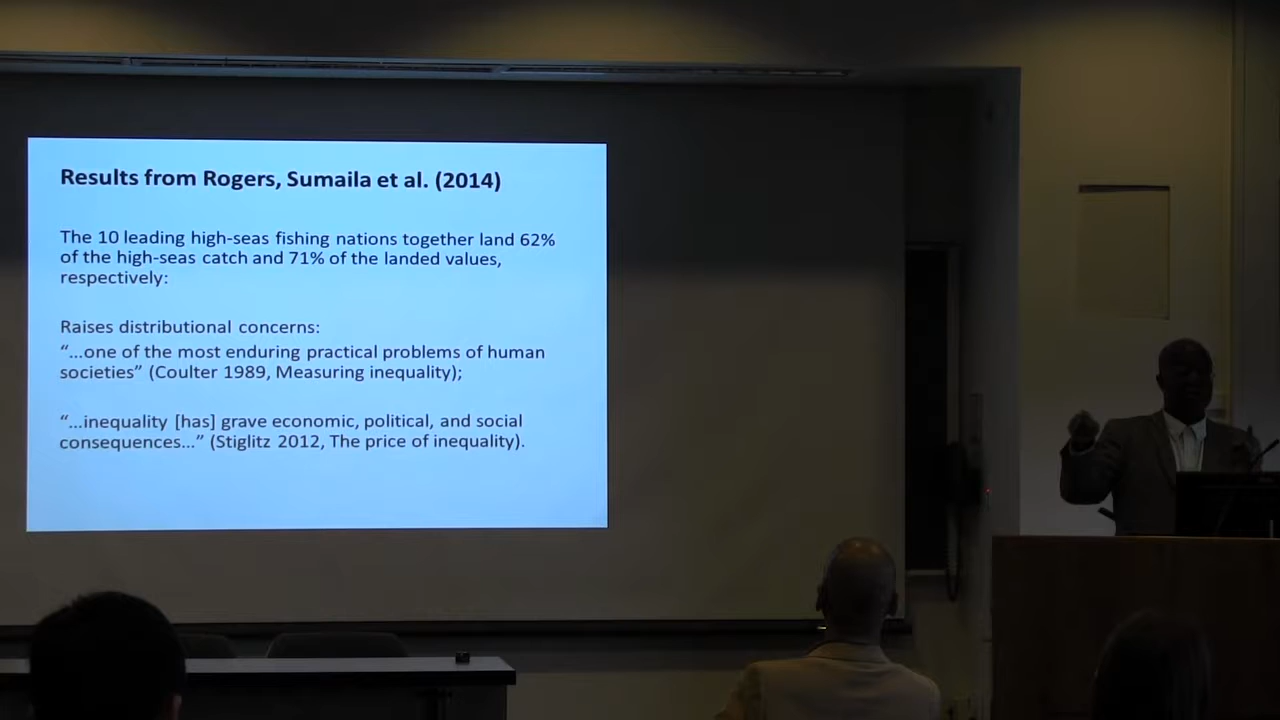 Results from Rogers, Sumaila et al. (2014)
The 10 leading high-seas fishing nations together land 62%
of the high-seas catch and 71% of the landed values,
respectively:
Raises distributional concerns:
“...one of the most enduring practical problems of human
societies” (Coulter 1989, Measuring inequality);
“...inequality [has] grave economic, political, and social
consequences...” (Stiglitz 2012, The price of inequality).